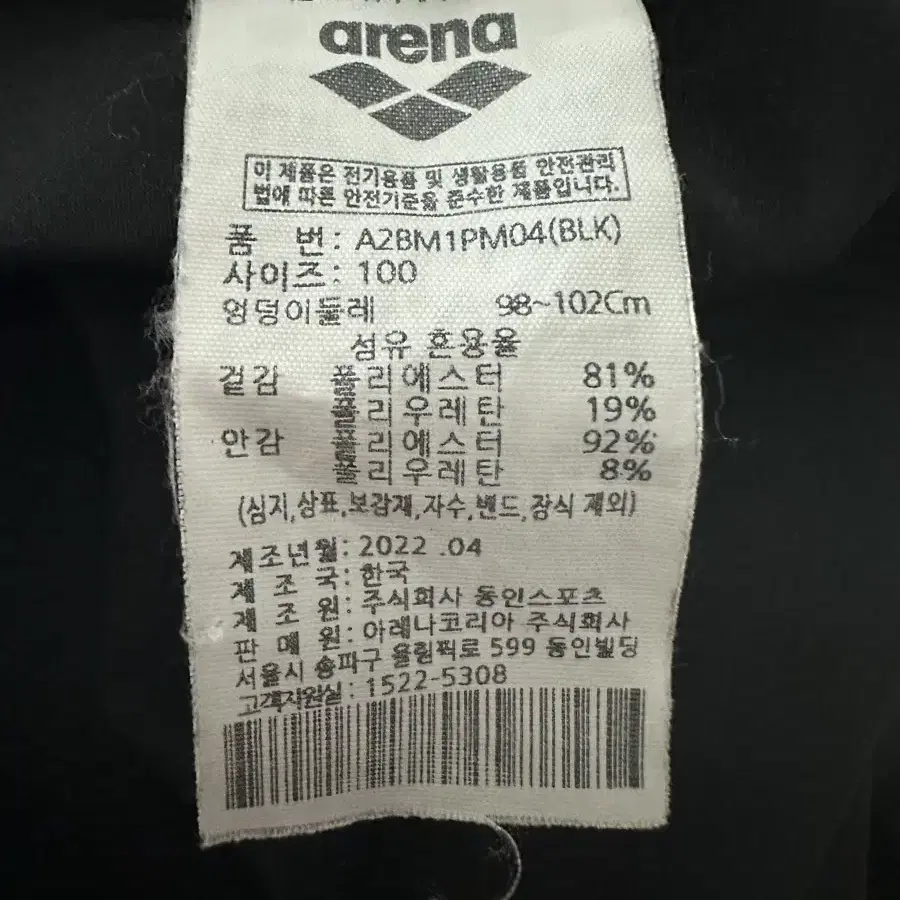 arena
이 제품은 전기용품 및 생활용품 안전관리
법에 따른 안전기준을 준수한 제품입니다.
품 번: A2BM1PM04(BLK)
사이즈: 100
엉덩이둘레 98~102Cm
섬유 혼용율
겉감 폴리에스터 81%
폴리우레탄 19%
안감 폴리에스터 92%
폴리우레탄 8%
(심지,상표,보강재,자수,밴드,장식 제외)
제조년월: 2022 .04
제 조 국: 한국
제 조 원: 주식회사 동인스포츠
판 매 원: 아레나코리아 주식회사
서울시 송파구 올림픽로 599 동인빌딩
고객지원실: 1522-5308